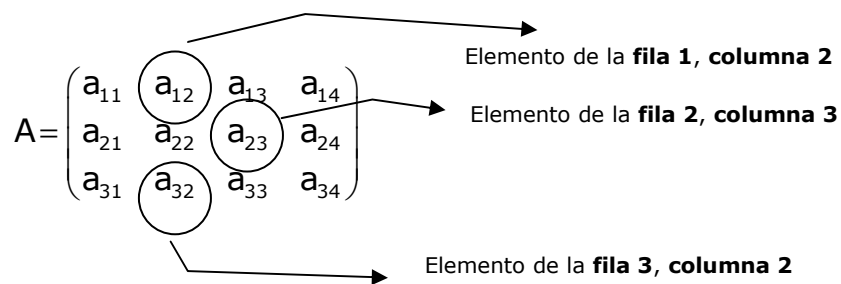 Elemento de la fila 1, columna 2
a11 a12 a13 a14
Elemento de la fila 2, columna 3
A= a21 a22 a23 a24
a31 a32 a33 a34
Elemento de la fila 3, columna 2